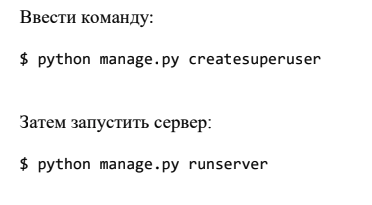 Ввести команду:
$ python manage.py createsuperuser
Затем запустить сервер:
$ python manage.py runserver